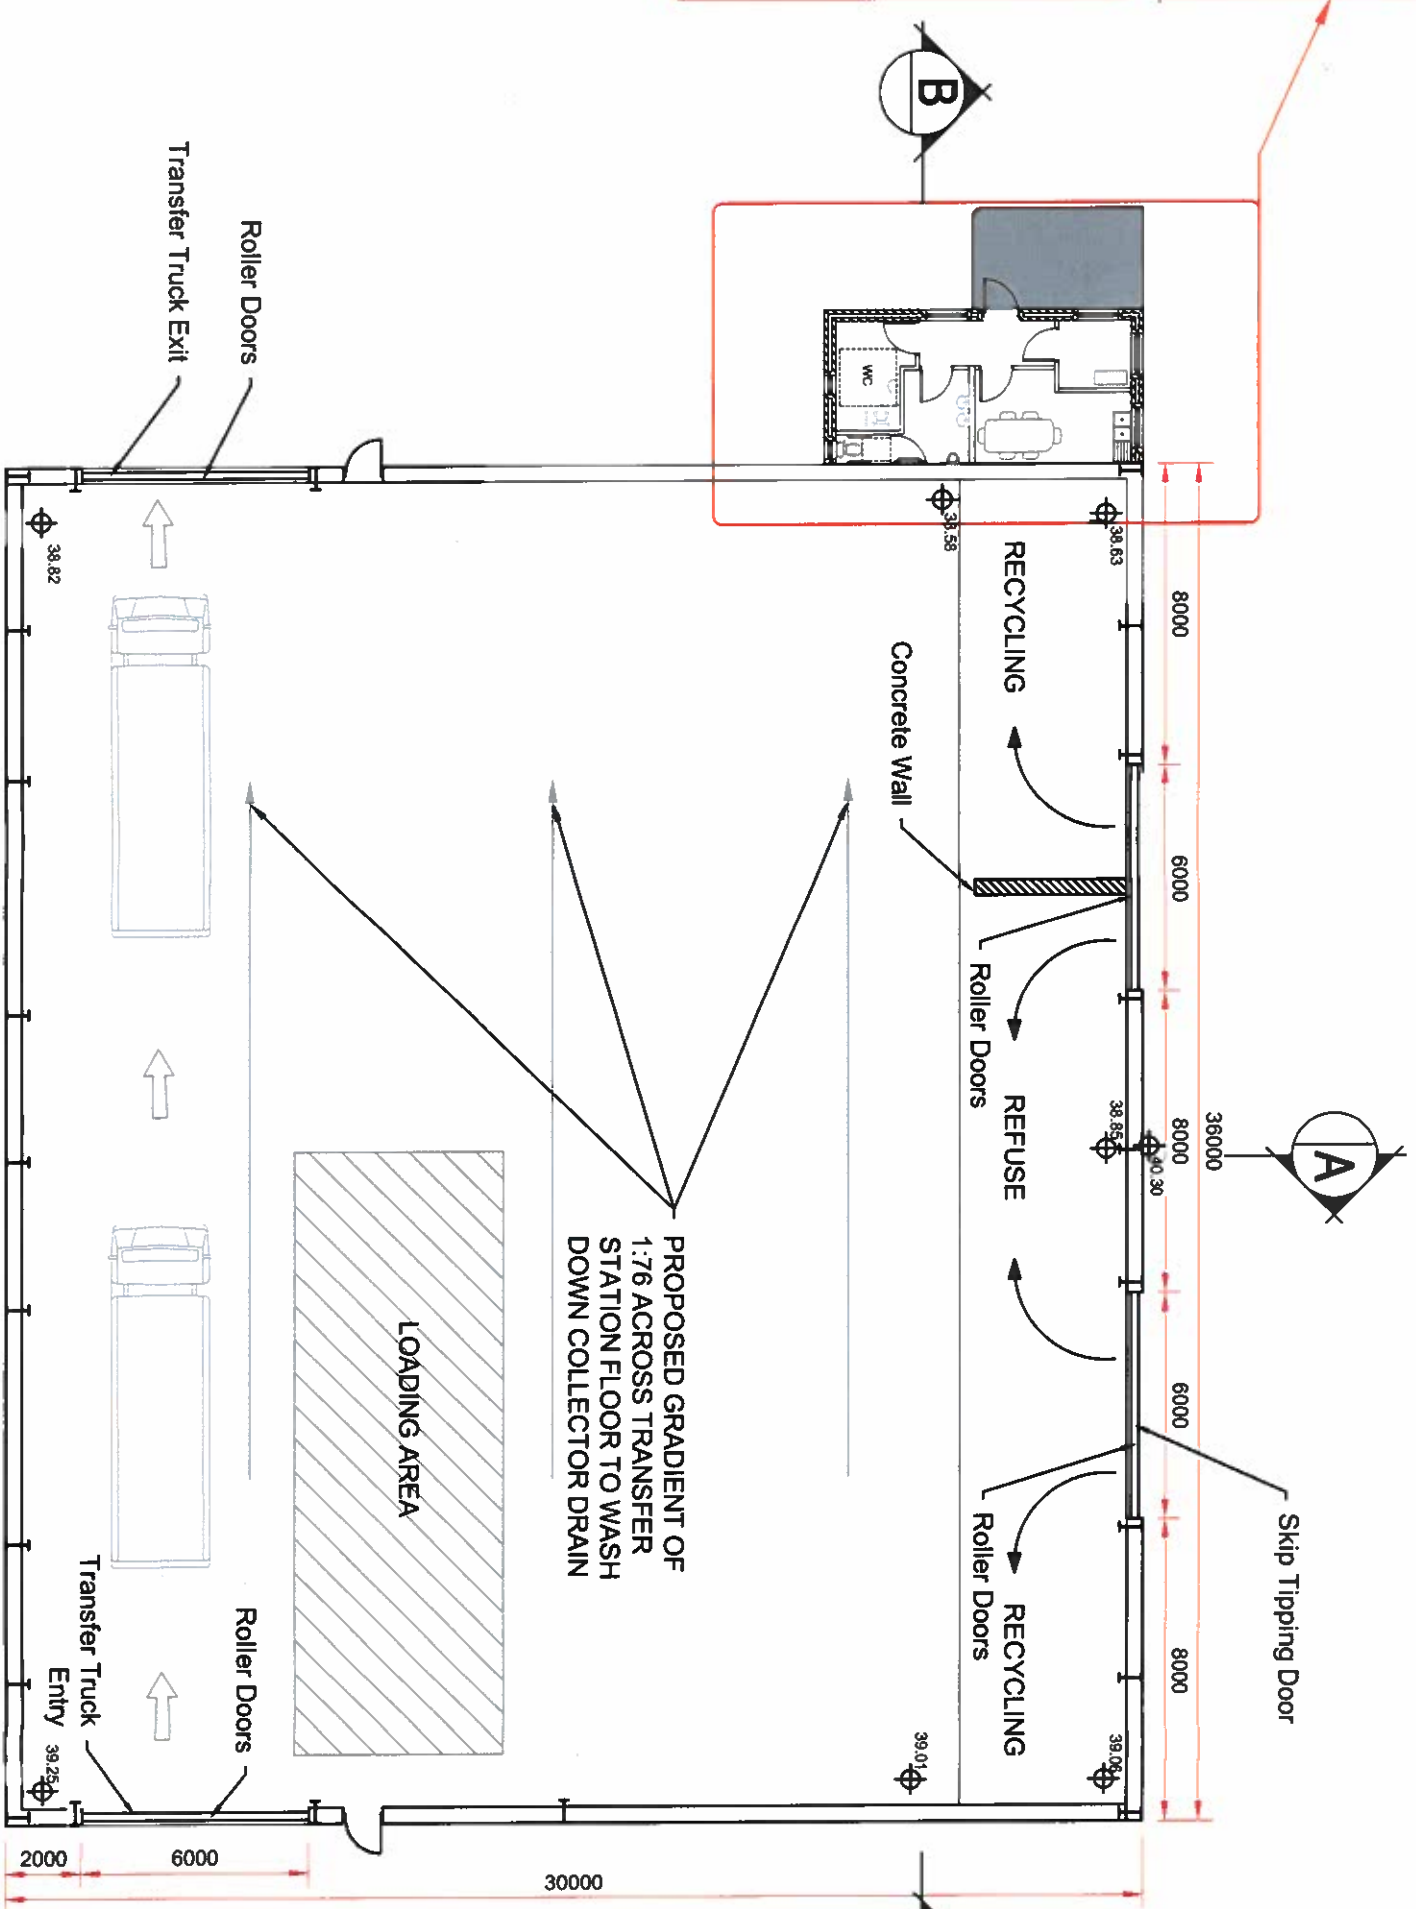 A
B
36000
8000
6000
8000
6000
8000
Skip Tipping Door
40.30
38.63
38.85
39.06
38.58
39.01
RECYCLING
REFUSE
RECYCLING
Roller Doors
Roller Doors
Concrete Wall
WC
PROPOSED GRADIENT OF
1:76 ACROSS TRANSFER
STATION FLOOR TO WASH
DOWN COLLECTOR DRAIN
LOADING AREA
Roller Doors
Transfer Truck Exit
38.82
Roller Doors
Transfer Truck
Entry
39.25
30000
6000
2000